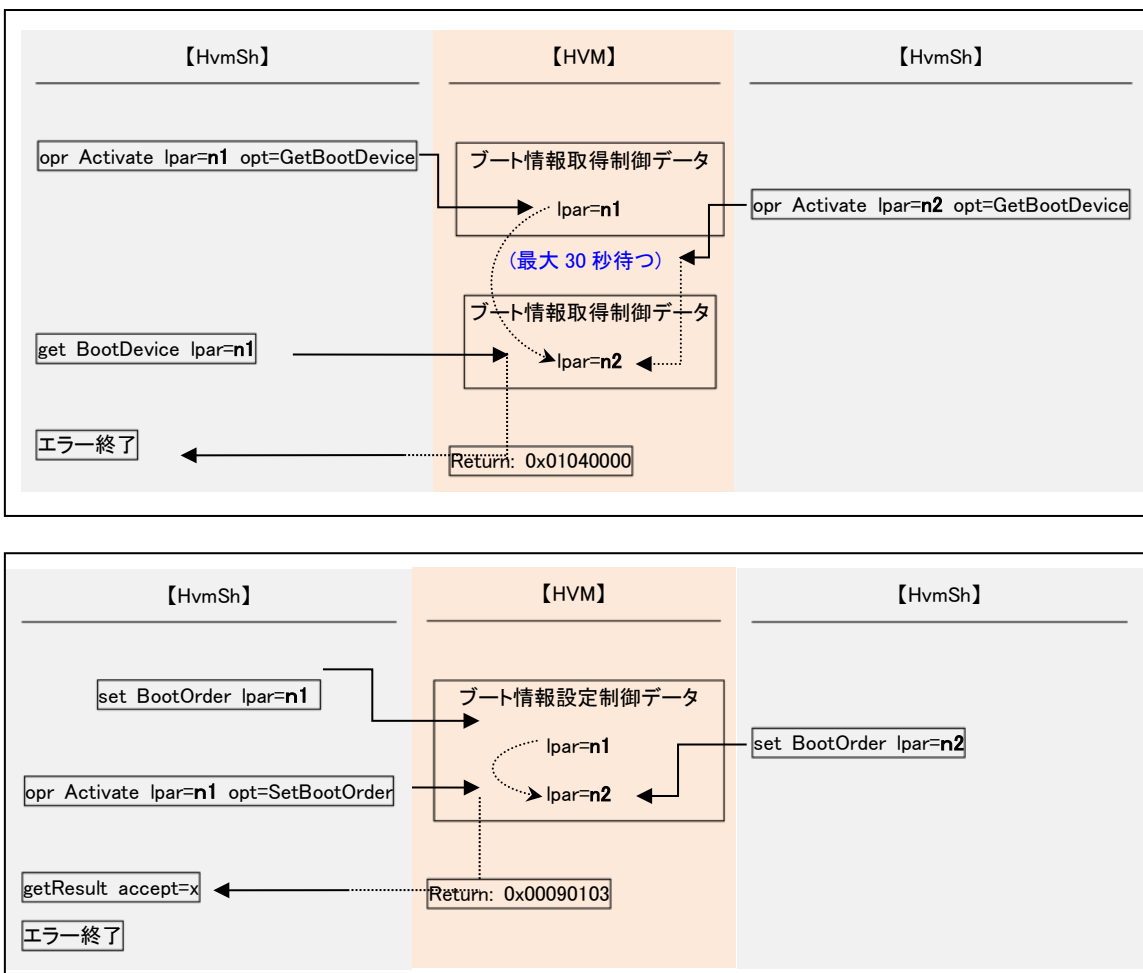 【HvmSh】 【HVM】 【HvmSh】
opr Activate lpar=n1 opt=GetBootDevice
ブート情報取得制御データ
lpar=n1
opr Activate lpar=n2 opt=GetBootDevice
(最大 30 秒待つ)
ブート情報取得制御データ
get BootDevice lpar=n1
lpar=n2
エラー終了
Return: 0x01040000
【HvmSh】 【HVM】 【HvmSh】
set BootOrder lpar=n1
ブート情報設定制御データ
lpar=n1
set BootOrder lpar=n2
opr Activate lpar=n1 opt=SetBootOrder
lpar=n2
getResult accept=x
Return: 0x00090103
エラー終了